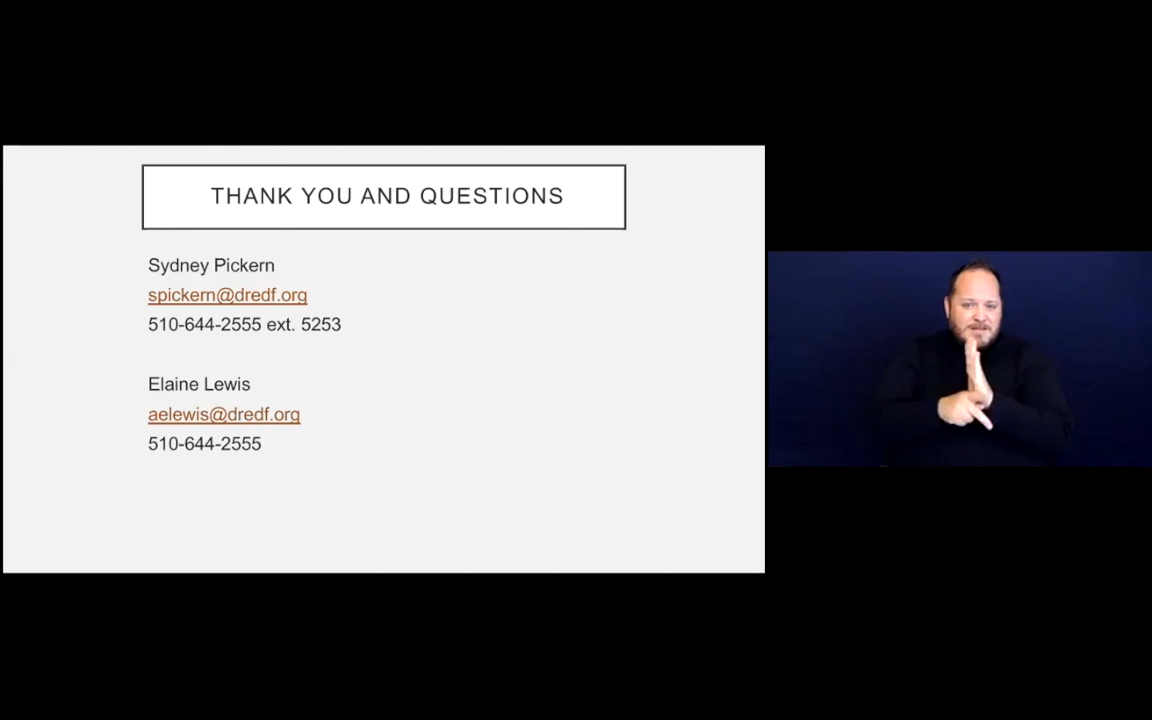 THANK YOU AND QUESTIONS
Sydney Pickern
spickern@dredf.org
510-644-2555 ext. 5253
Elaine Lewis
aelewis@dredf.org
510-644-2555